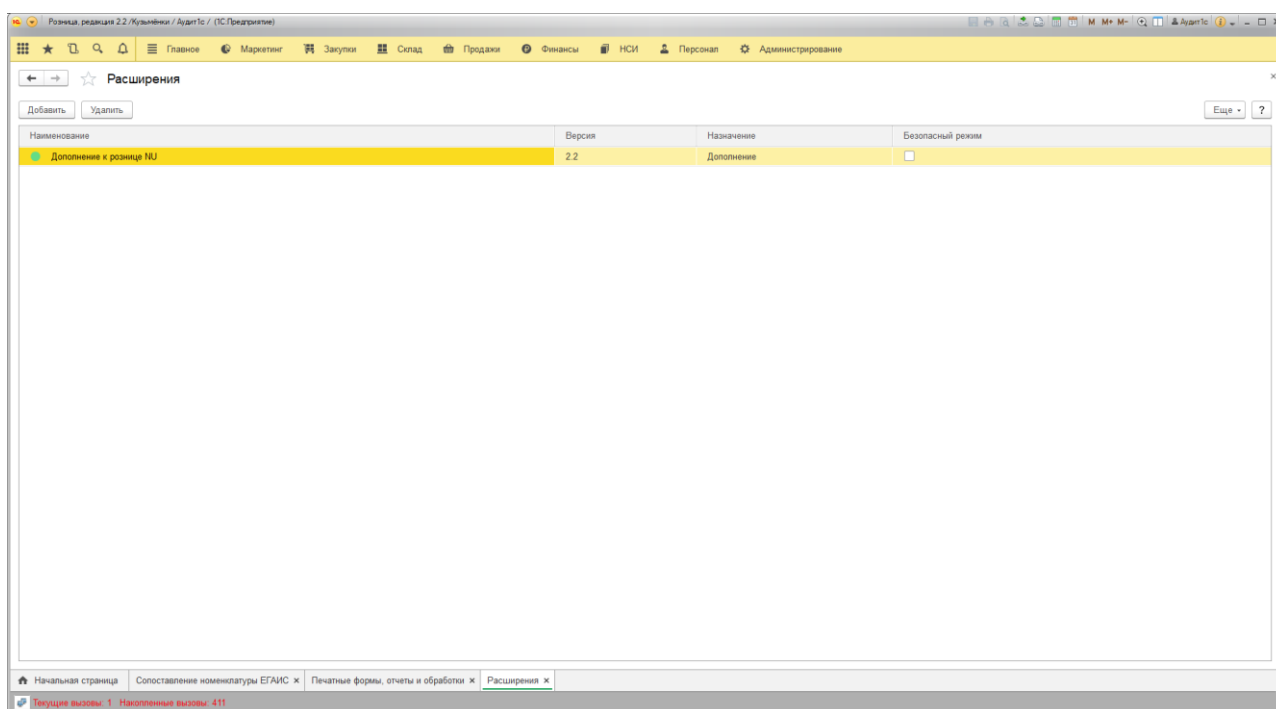 Розница, редакция 2.2 /Кузьмёнки / Аудит1с / (1С:Предприятие)
M M+ M-
Аудит1с
Главное Маркетинг Закупки Склад Продажи Финансы НСИ Персонал Администрирование
Расширения
Добавить Удалить Еще ?
Наименование Версия Назначение Безопасный режим
Дополнение к рознице NU 2.2 Дополнение
Начальная страница Сопоставление номенклатуры ЕГАИС × Печатные формы, отчеты и обработки × Расширения ×
Текущие вызовы: 1 Накопленные вызовы: 411